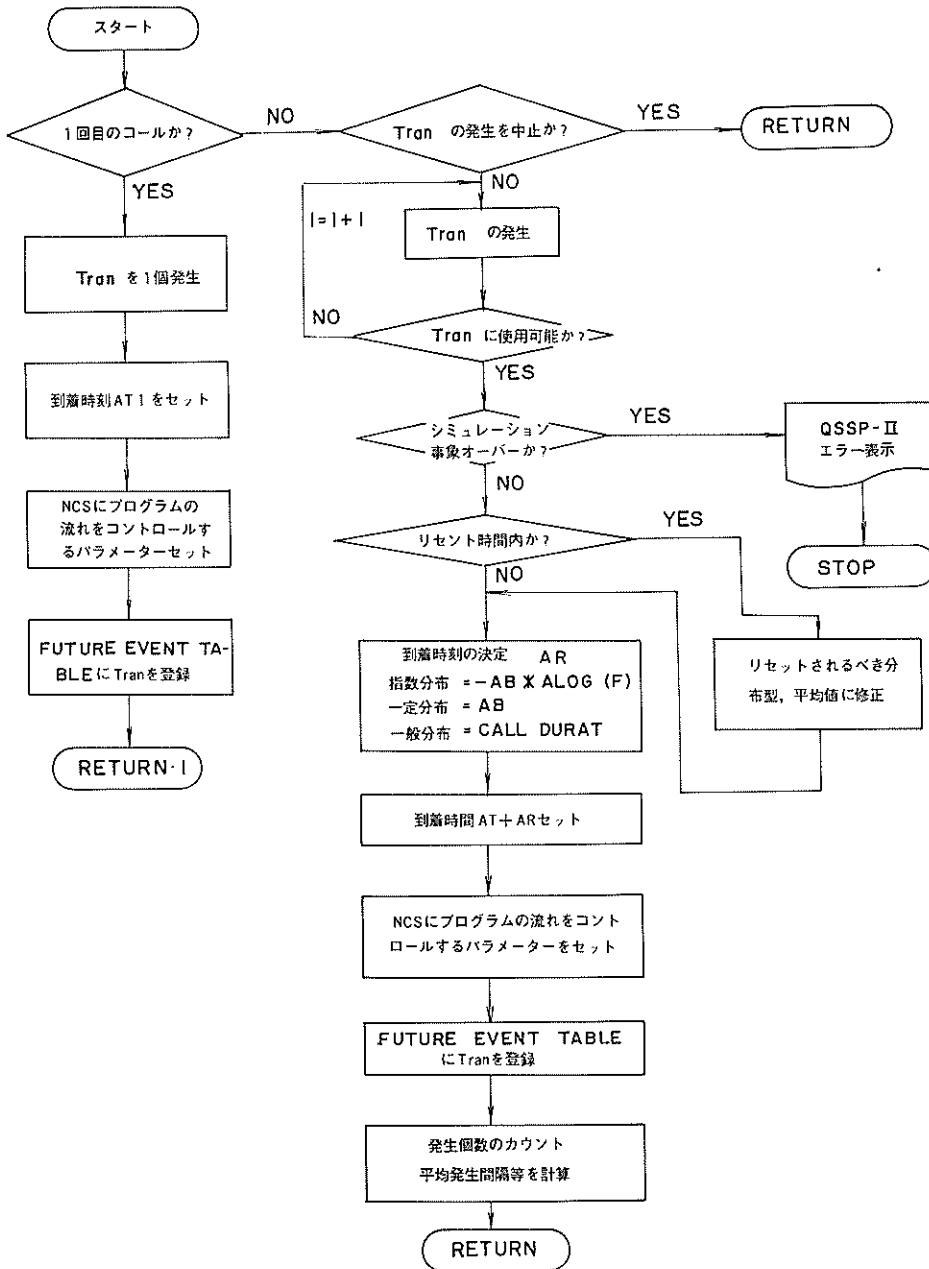 スタート
1回目のコールか？
NO
Tran の発生を中止か？
YES
RETURN
YES
Tran を1個発生
到着時刻AT1をセット
NCSにプログラムの
流れをコントロールす
るパラメーターセット
FUTURE EVENT TA-
BLEにTranを登録
RETURN・1
NO
I=I+1
Tran の発生
NO
Tran に使用可能か？
YES
シミュレーション
事象オーバーか？
YES
QSSP-II
エラー表示
STOP
NO
リセント時間内か？
YES
リセットされるべき分
布型，平均値に修正
NO
到着時刻の決定 AR
指数分布 =-AB＊ALOG (F)
一定分布 = AB
一般分布 = CALL DURAT
到着時間AT+ARセット
NCSにプログラムの流れをコント
ロールするパラメーターをセット
FUTURE EVENT TABLE
にTranを登録
発生個数のカウント
平均発生間隔等を計算
RETURN